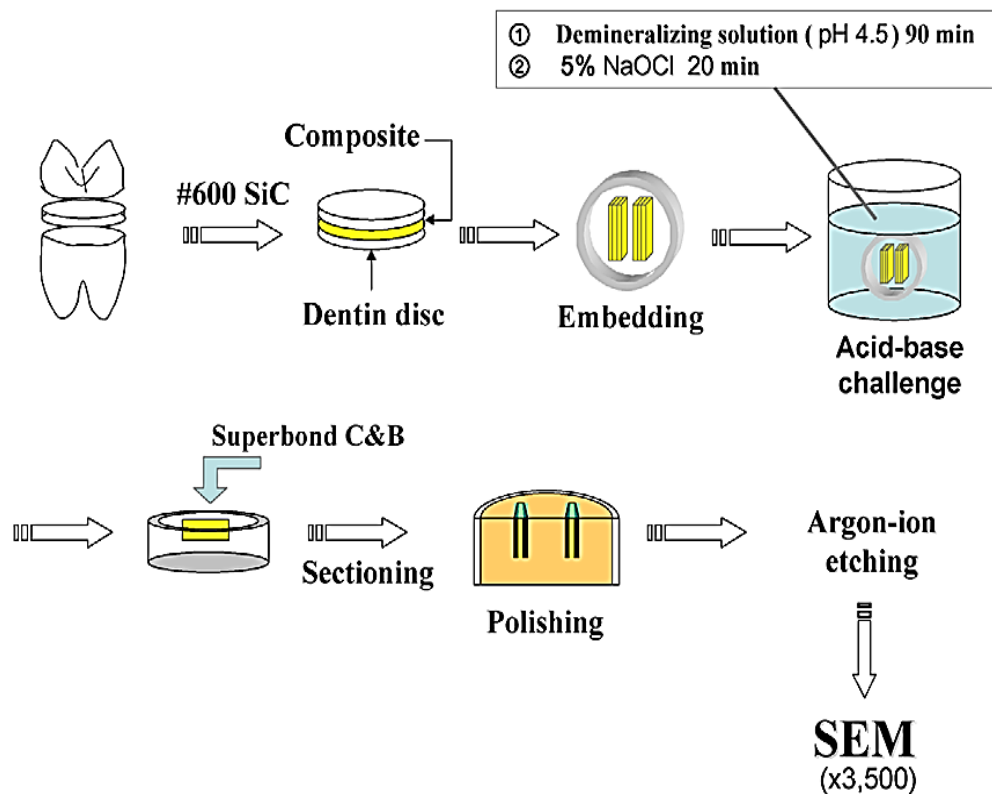 ① Demineralizing solution ( pH 4.5 ) 90 min
② 5% NaOCl 20 min
Composite
#600 SiC
Dentin disc
Embedding
Acid-base
challenge
Superbond C&B
Sectioning
Polishing
Argon-ion
etching
SEM
(x3,500)